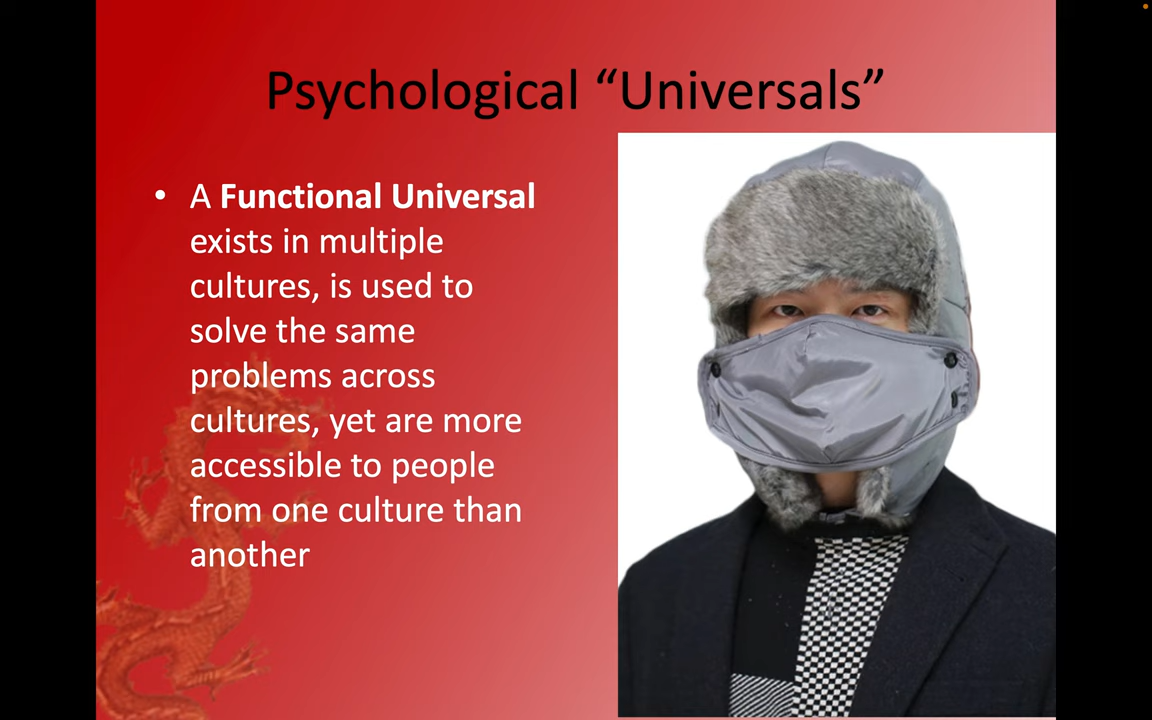 Psychological “Universals”
• A Functional Universal
exists in multiple
cultures, is used to
solve the same
problems across
cultures, yet are more
accessible to people
from one culture than
another